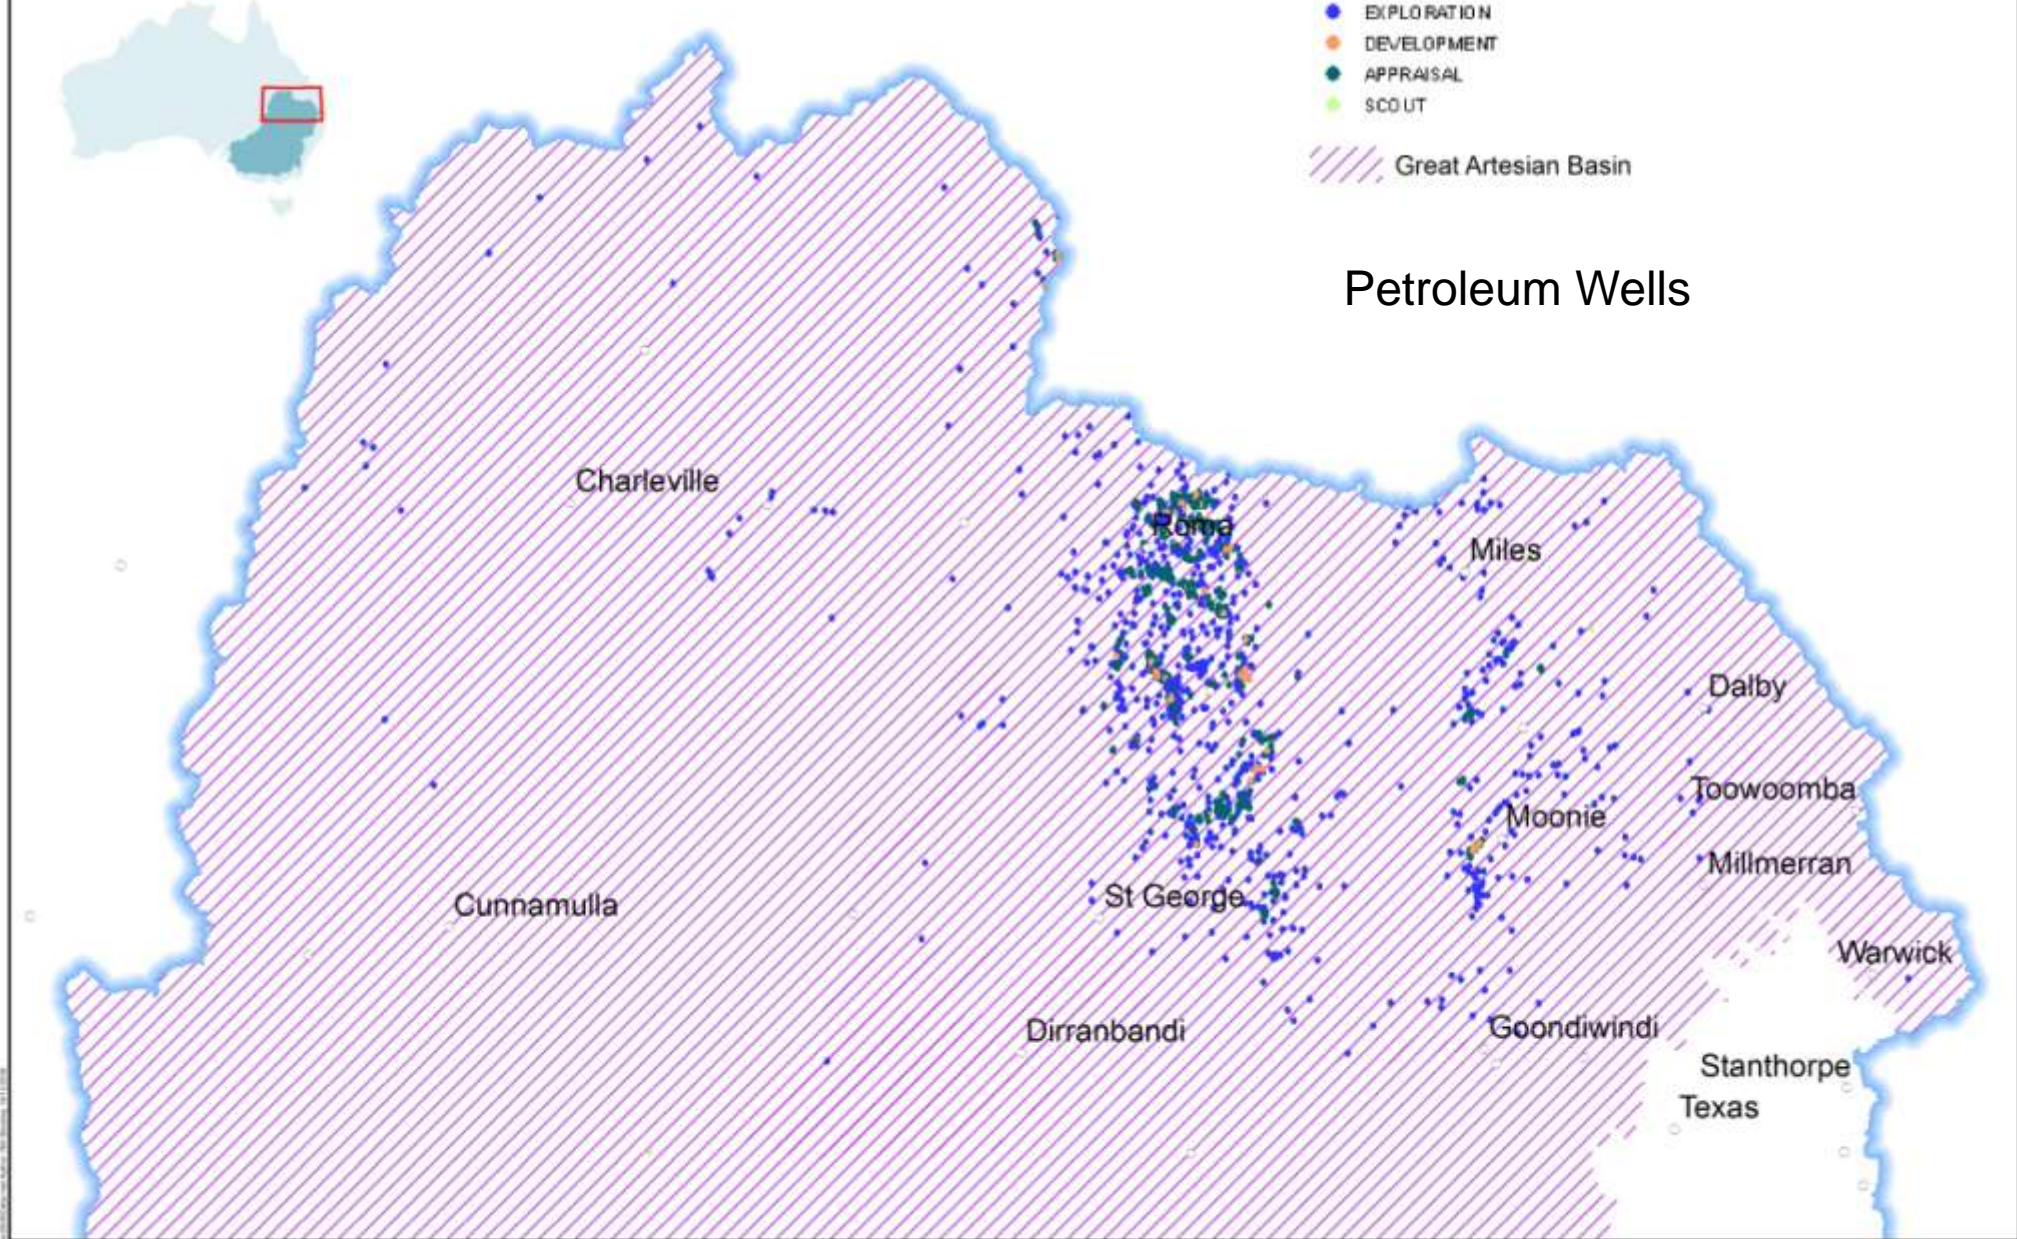 EXPLORATION
DEVELOPMENT
APPRAISAL
SCOUT
Great Artesian Basin
Petroleum Wells
Charleville
Roma
Miles
Dalby
Toowoomba
Moonie
Millmerran
St George
Cunnamulla
Warwick
Dirranbandi
Goondiwindi
Stanthorpe
Texas